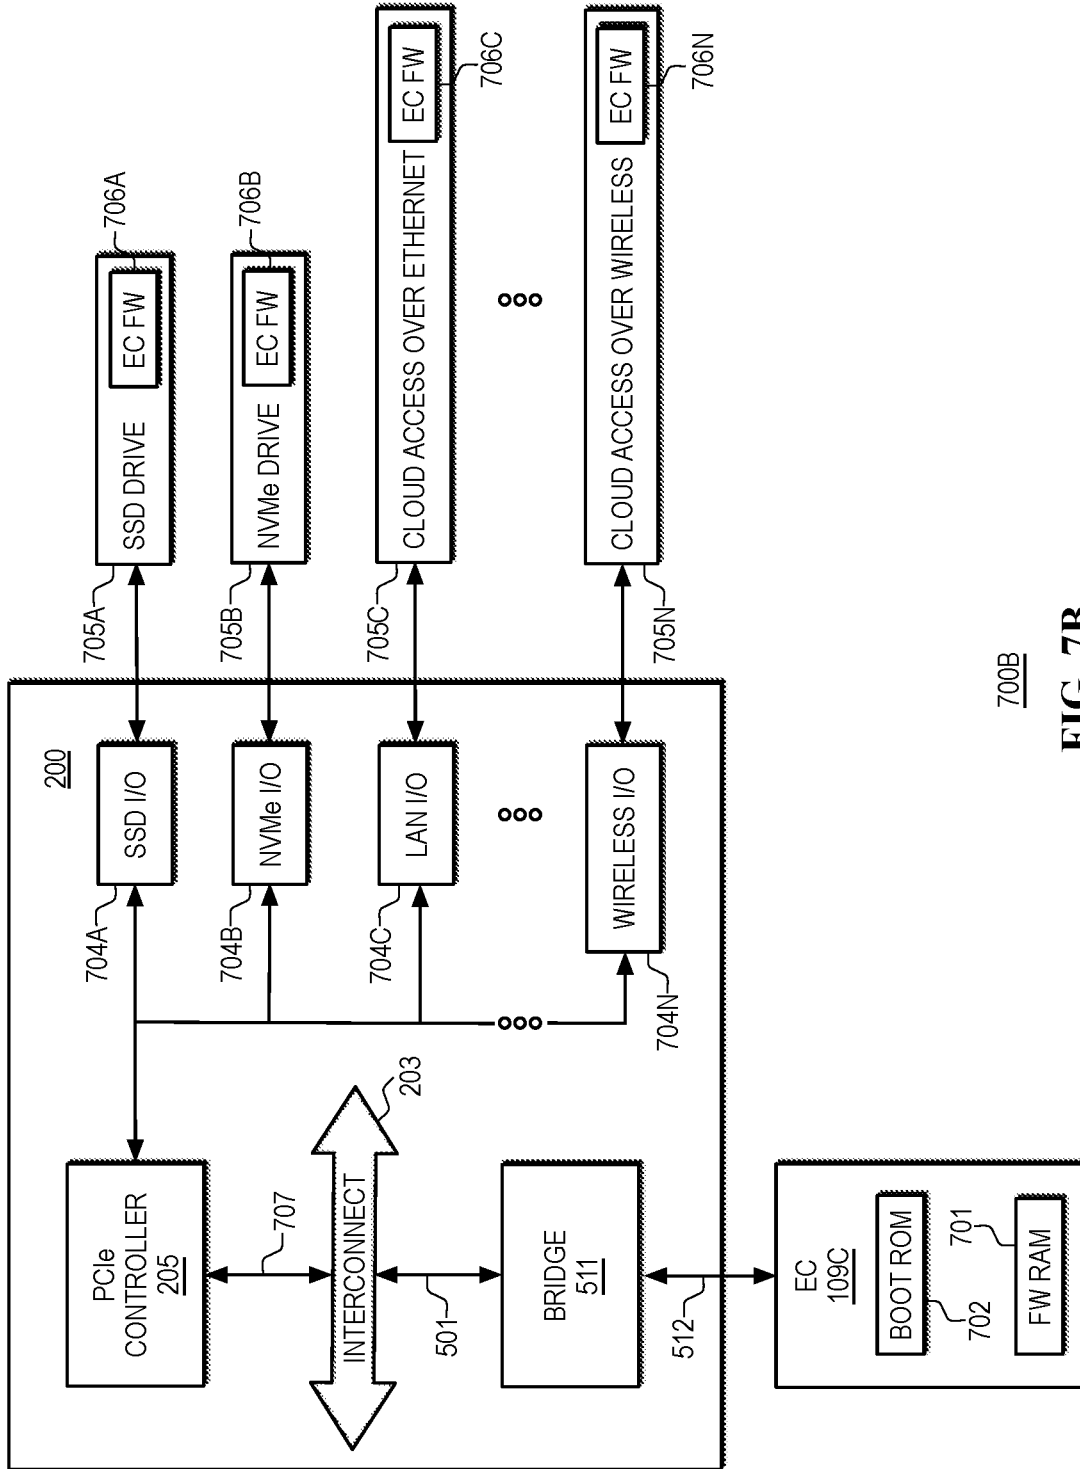 200
PCIe
CONTROLLER
205
707
INTERCONNECT
203
501
BRIDGE
511
512
EC
109C
BOOT ROM
702
701
FW RAM
704A
SSD I/O
704B
NVMe I/O
704C
LAN I/O
WIRELESS I/O
704N
705A
SSD DRIVE
EC FW
706A
705B
NVMe DRIVE
EC FW
706B
705C
CLOUD ACCESS OVER ETHERNET
EC FW
706C
705N
CLOUD ACCESS OVER WIRELESS
EC FW
706N
700B
FIG. 7B